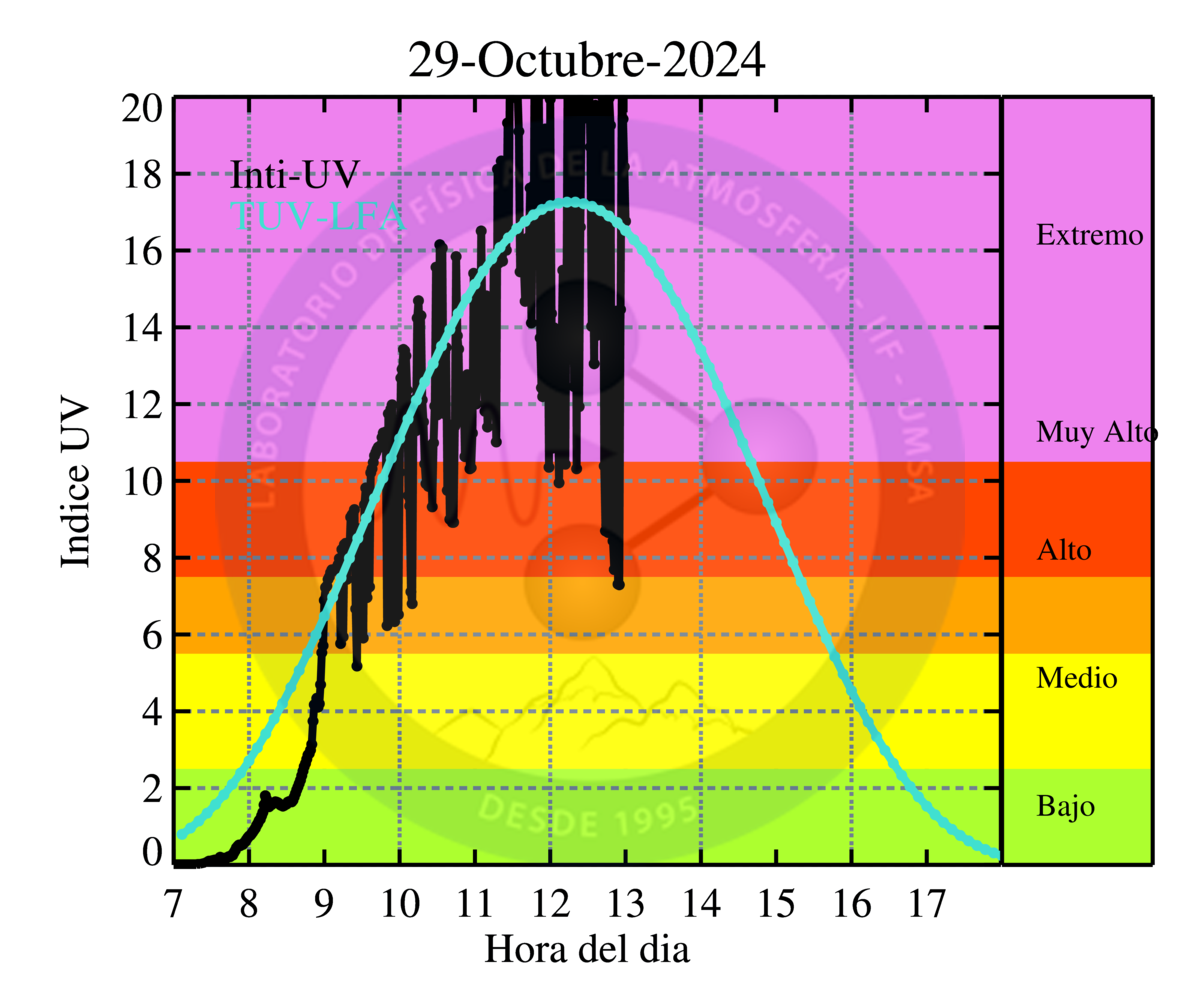 29-Octubre-2024
Inti-UV
TUV-LFA
LABORATORIO DE FÍSICA DE LA ATMÓSFERA - IIF - UMSA
DESDE 1995
Indice UV
20
18
16
14
12
10
8
6
4
2
0
Extremo
Muy Alto
Alto
Medio
Bajo
7 8 9 10 11 12 13 14 15 16 17
Hora del dia